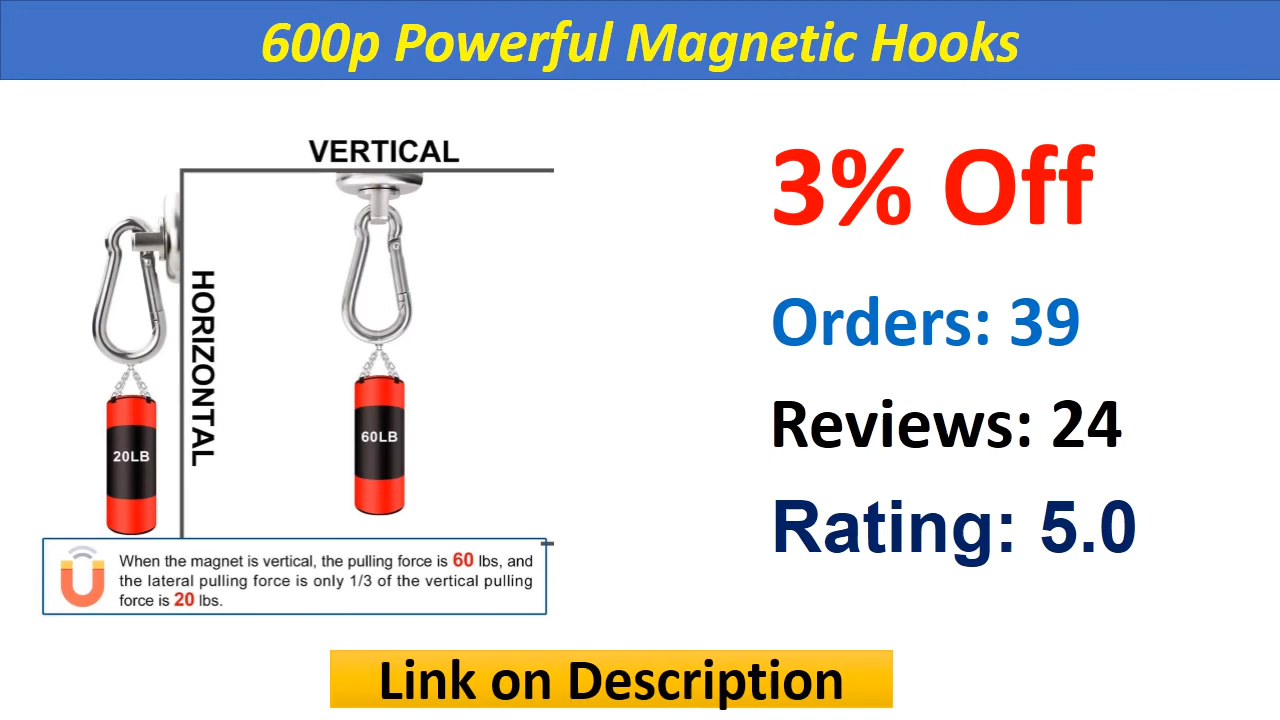 600p Powerful Magnetic Hooks
VERTICAL
HORIZONTAL
20LB
60LB
When the magnet is vertical, the pulling force is 60 lbs, and
the lateral pulling force is only 1/3 of the vertical pulling
force is 20 lbs.
3% Off
Orders: 39
Reviews: 24
Rating: 5.0
Link on Description